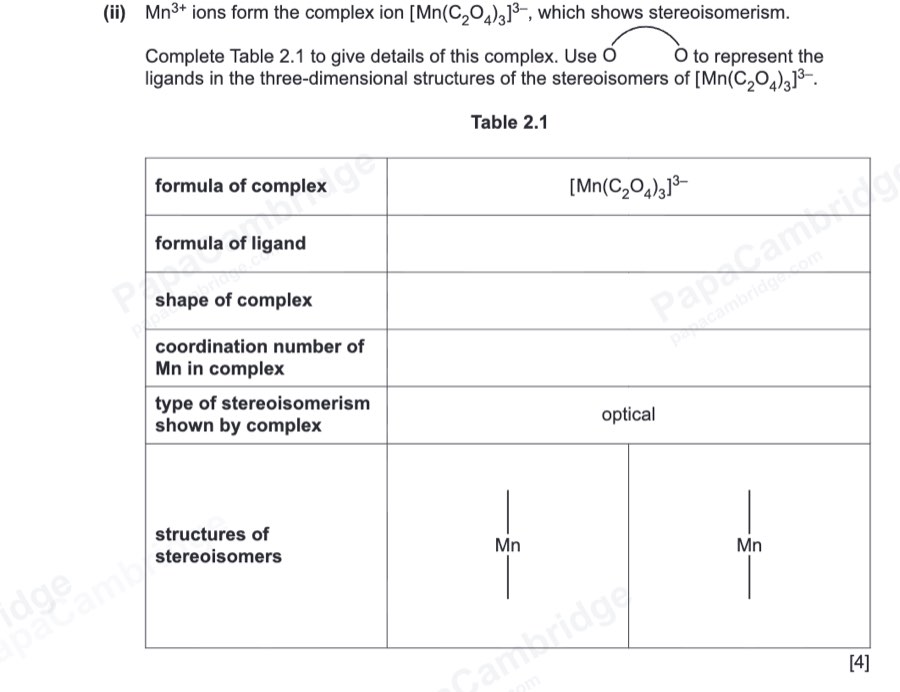 (ii) Mn³⁺ ions form the complex ion [Mn(C₂O₄)₃]³⁻, which shows stereoisomerism.
Complete Table 2.1 to give details of this complex. Use O O to represent the
ligands in the three-dimensional structures of the stereoisomers of [Mn(C₂O₄)₃]³⁻.
Table 2.1
formula of complex [Mn(C₂O₄)₃]³⁻
formula of ligand
shape of complex
coordination number of
Mn in complex
type of stereoisomerism
shown by complex
optical
structures of
stereoisomers
Mn Mn
[4]
PapaCambridge
PapaCambridge
papacambridge.com